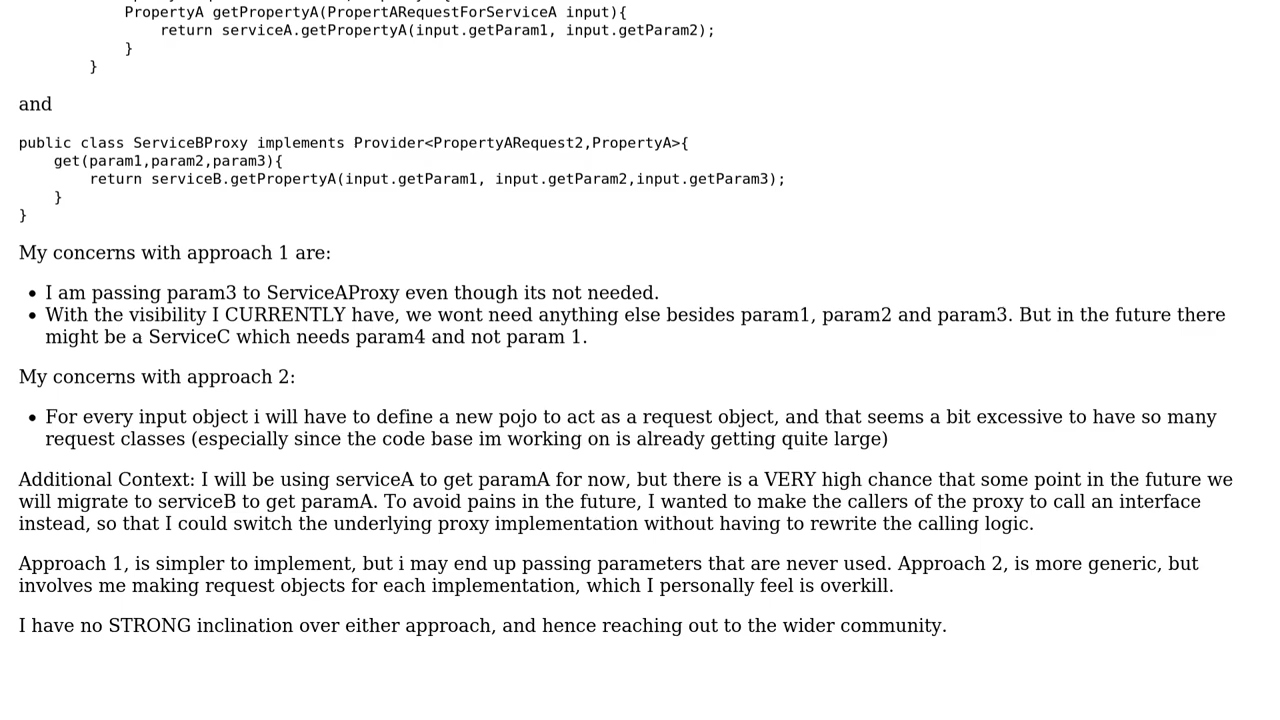 PropertyA getPropertyA(PropertARequestForServiceA input){
return serviceA.getPropertyA(input.getParam1, input.getParam2);
}
}
and
public class ServiceBProxy implements Provider<PropertyARequest2,PropertyA>{
get(param1,param2,param3){
return serviceB.getPropertyA(input.getParam1, input.getParam2,input.getParam3);
}
}
My concerns with approach 1 are:
• I am passing param3 to ServiceAProxy even though its not needed.
• With the visibility I CURRENTLY have, we wont need anything else besides param1, param2 and param3. But in the future there
might be a ServiceC which needs param4 and not param 1.
My concerns with approach 2:
• For every input object i will have to define a new pojo to act as a request object, and that seems a bit excessive to have so many
request classes (especially since the code base im working on is already getting quite large)
Additional Context: I will be using serviceA to get paramA for now, but there is a VERY high chance that some point in the future we
will migrate to serviceB to get paramA. To avoid pains in the future, I wanted to make the callers of the proxy to call an interface
instead, so that I could switch the underlying proxy implementation without having to rewrite the calling logic.
Approach 1, is simpler to implement, but i may end up passing parameters that are never used. Approach 2, is more generic, but
involves me making request objects for each implementation, which I personally feel is overkill.
I have no STRONG inclination over either approach, and hence reaching out to the wider community.